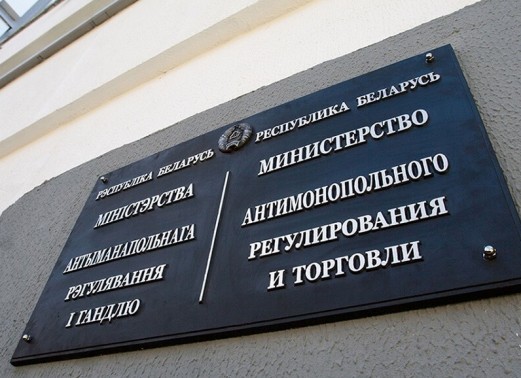 РЭСПУБЛІКА БЕЛАРУСЬ
МІНІСТЭРСТВА
АНТЫМАНАПОЛЬНАГА
РЭГУЛЯВАННЯ
І ГАНДЛЮ
РЕСПУБЛИКА БЕЛАРУСЬ
МИНИСТЕРСТВО
АНТИМОНОПОЛЬНОГО
РЕГУЛИРОВАНИЯ
И ТОРГОВЛИ